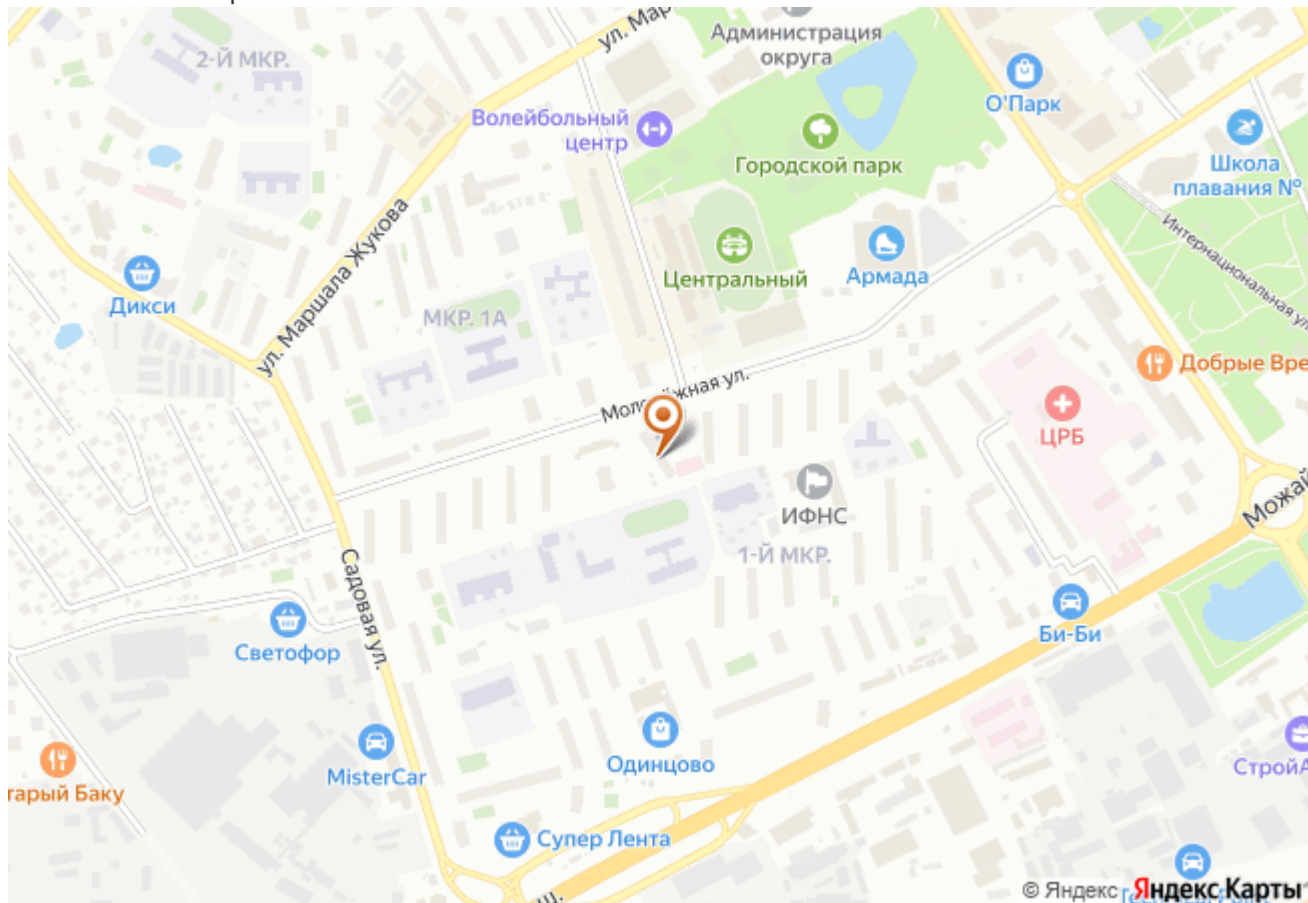 ул. Мар
Администрация
округа
2-Й МКР.
О'Парк
Волейбольный
центр
Городской парк
Школа
плавания №
Интернациональная ул.
ул. Маршала Жукова
Центральный
Армада
Дикси
МКР. 1А
Добрые Вре
Молодёжная ул.
ЦРБ
ИФНС
Можай
1-Й МКР.
Садовая ул.
Светофор
Би-Би
Одинцово
MisterCar
СтройА
тарый Баку
Супер Лента
ш.
© Яндекс Яндекс Карты